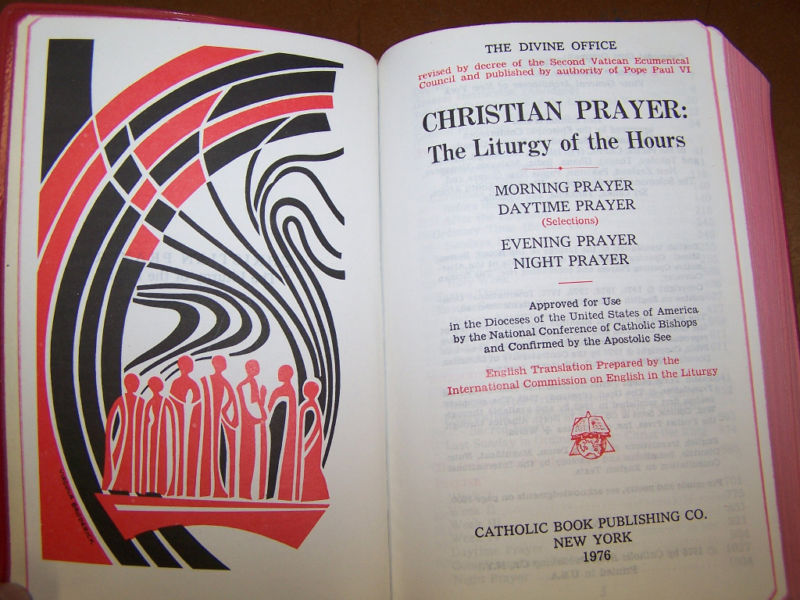 VIRGINIA BRODERICK
THE DIVINE OFFICE
revised by decree of the Second Vatican Ecumenical
Council and published by authority of Pope Paul VI
CHRISTIAN PRAYER:
The Liturgy of the Hours
MORNING PRAYER
DAYTIME PRAYER
(Selections)
EVENING PRAYER
NIGHT PRAYER
Approved for Use
in the Dioceses of the United States of America
by the National Conference of Catholic Bishops
and Confirmed by the Apostolic See
English Translation Prepared by the
International Commission on English in the Liturgy
CATHOLIC BOOK PUBLISHING CO.
NEW YORK
1976